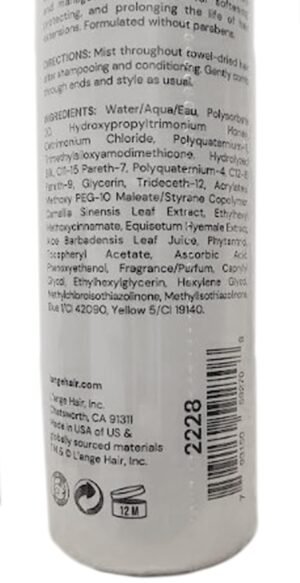 and manage
protecting, and prolonging the life of hair
extensions. Formulated without parabens.
DIRECTIONS: Mist throughout towel-dried hair
after shampooing and conditioning. Gently comb
through ends and style as usual.
INGREDIENTS: Water/Aqua/Eau, Polysorbate
20, Hydroxypropyltrimonium Honey,
Cetrimonium Chloride, Polyquaternium-
Trimethylsiloxyamodimethicone, Hydrolyzed
Silk, C11-15 Pareth-7, Polyquaternium-4, C12-
Pareth-9, Glycerin, Trideceth-12, Acrylates
Methoxy PEG-10 Maleate/Styrene Copolymer,
Camellia Sinensis Leaf Extract, Ethylhexyl
Methoxycinnamate, Equisetum Hyemale Extract,
Aloe Barbadensis Leaf Juice, Phytantriol,
Tocopheryl Acetate, Ascorbic Acid
Phenoxyethanol, Fragrance/Parfum, Caprylyl
Glycol, Ethylhexylglycerin, Hexylene Glycol,
Methylchloroisothiazolinone, Methylisothiazolinone
Blue 1/CI 42090, Yellow 5/CI 19140.
langehair.com
L'ange Hair, Inc.
Chatsworth, CA 91311
Made in USA of US &
globally sourced materials
TM & © L'ange Hair, Inc.
12 M
2228